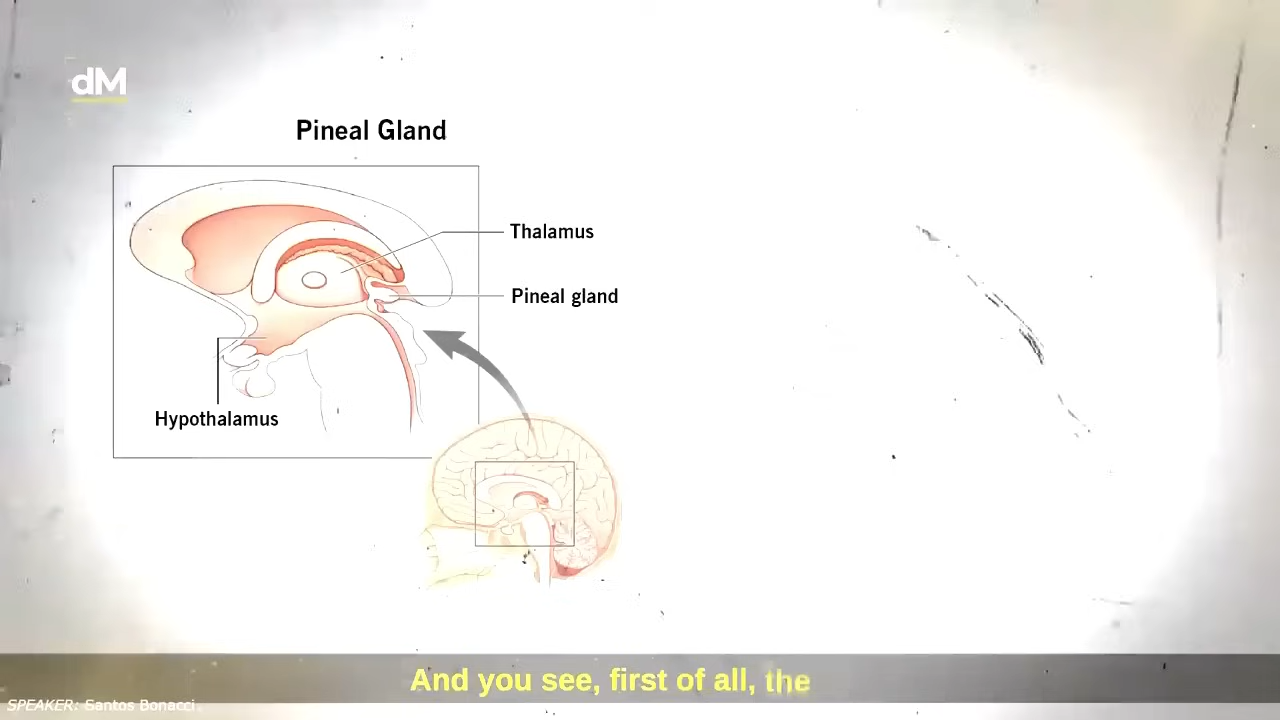 dM
Pineal Gland
Thalamus
Pineal gland
Hypothalamus
And you see, first of all, the
SPEAKER: Santos Bonacci